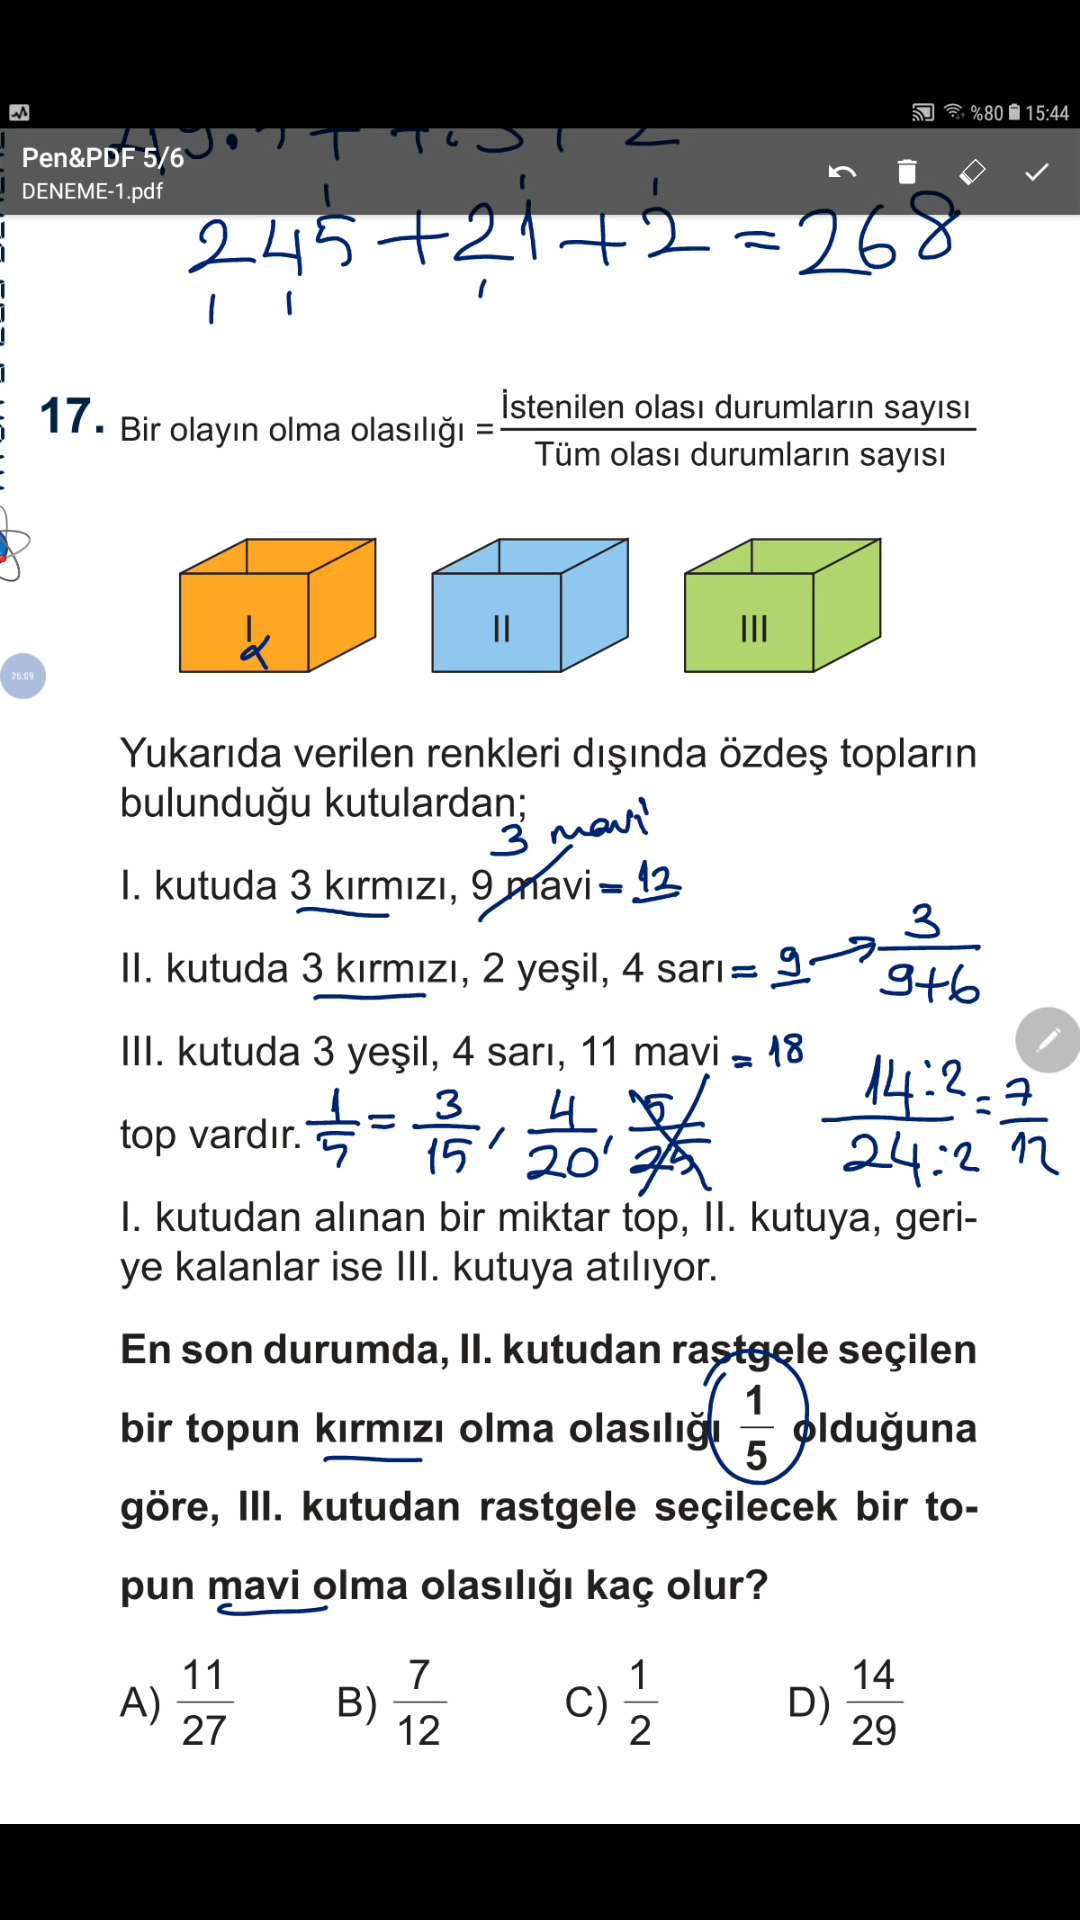 %80 15:44
Pen&PDF 5/6
DENEME-1.pdf
245+21+2=268
17. Bir olayın olma olasılığı = İstenilen olası durumların sayısı
Tüm olası durumların sayısı
I
II
III
26:09
Yukarıda verilen renkleri dışında özdeş topların
bulunduğu kutulardan;
3 mavi
I. kutuda 3 kırmızı, 9 mavi = 12
II. kutuda 3 kırmızı, 2 yeşil, 4 sarı = 9 → 3/9+6
III. kutuda 3 yeşil, 4 sarı, 11 mavi = 18
top vardır. 1/5 = 3/15, 4/20, 5/25 14:2/24:2 = 7/12
I. kutudan alınan bir miktar top, II. kutuya, geri-
ye kalanlar ise III. kutuya atılıyor.
En son durumda, II. kutudan rastgele seçilen
bir topun kırmızı olma olasılığı 1/5 olduğuna
göre, III. kutudan rastgele seçilecek bir to-
pun mavi olma olasılığı kaç olur?
A) 11/27 B) 7/12 C) 1/2 D) 14/29